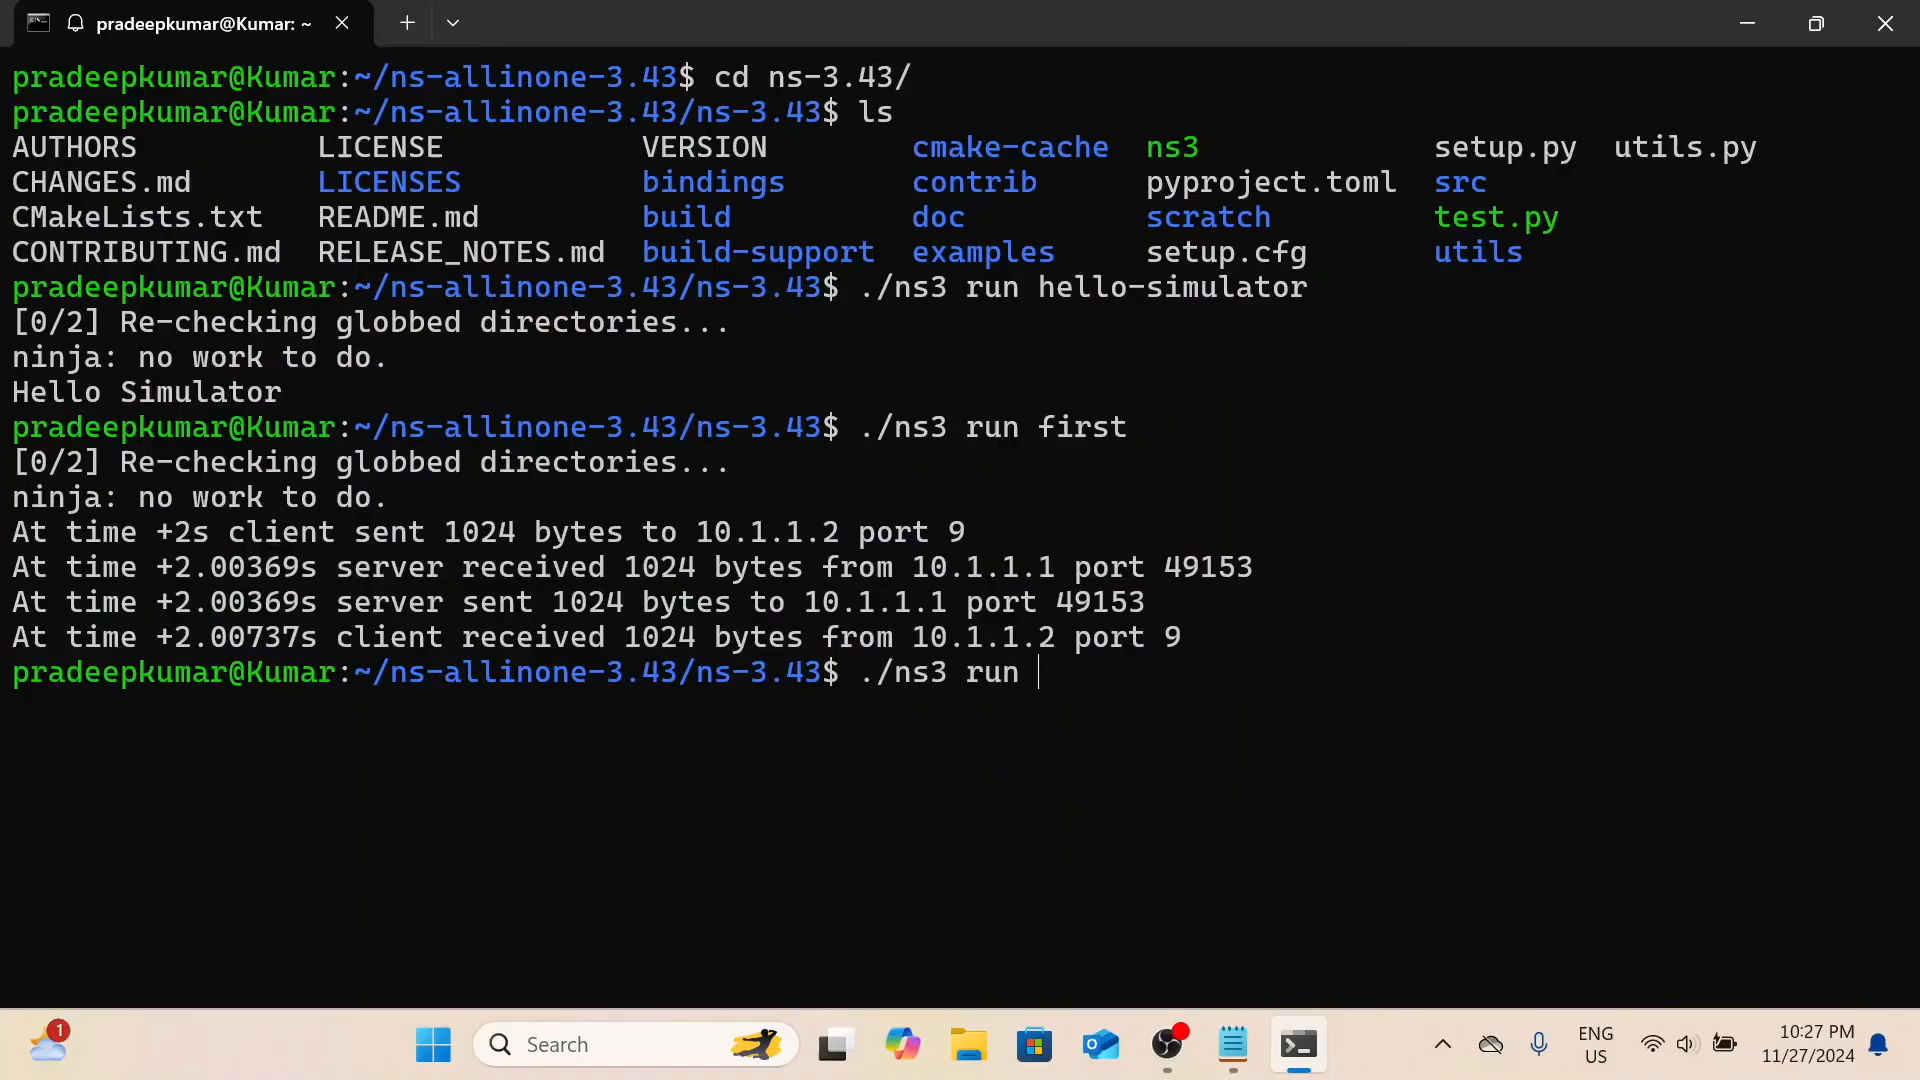 pradeepkumar@Kumar: ~
pradeepkumar@Kumar:~/ns-allinone-3.43$ cd ns-3.43/
pradeepkumar@Kumar:~/ns-allinone-3.43/ns-3.43$ ls
AUTHORS LICENSE VERSION cmake-cache ns3 setup.py utils.py
CHANGES.md LICENSES bindings contrib pyproject.toml src
CMakeLists.txt README.md build doc scratch test.py
CONTRIBUTING.md RELEASE_NOTES.md build-support examples setup.cfg utils
pradeepkumar@Kumar:~/ns-allinone-3.43/ns-3.43$ ./ns3 run hello-simulator
[0/2] Re-checking globbed directories...
ninja: no work to do.
Hello Simulator
pradeepkumar@Kumar:~/ns-allinone-3.43/ns-3.43$ ./ns3 run first
[0/2] Re-checking globbed directories...
ninja: no work to do.
At time +2s client sent 1024 bytes to 10.1.1.2 port 9
At time +2.00369s server received 1024 bytes from 10.1.1.1 port 49153
At time +2.00369s server sent 1024 bytes to 10.1.1.1 port 49153
At time +2.00737s client received 1024 bytes from 10.1.1.2 port 9
pradeepkumar@Kumar:~/ns-allinone-3.43/ns-3.43$ ./ns3 run
1
Search
ENG
US
10:27 PM
11/27/2024